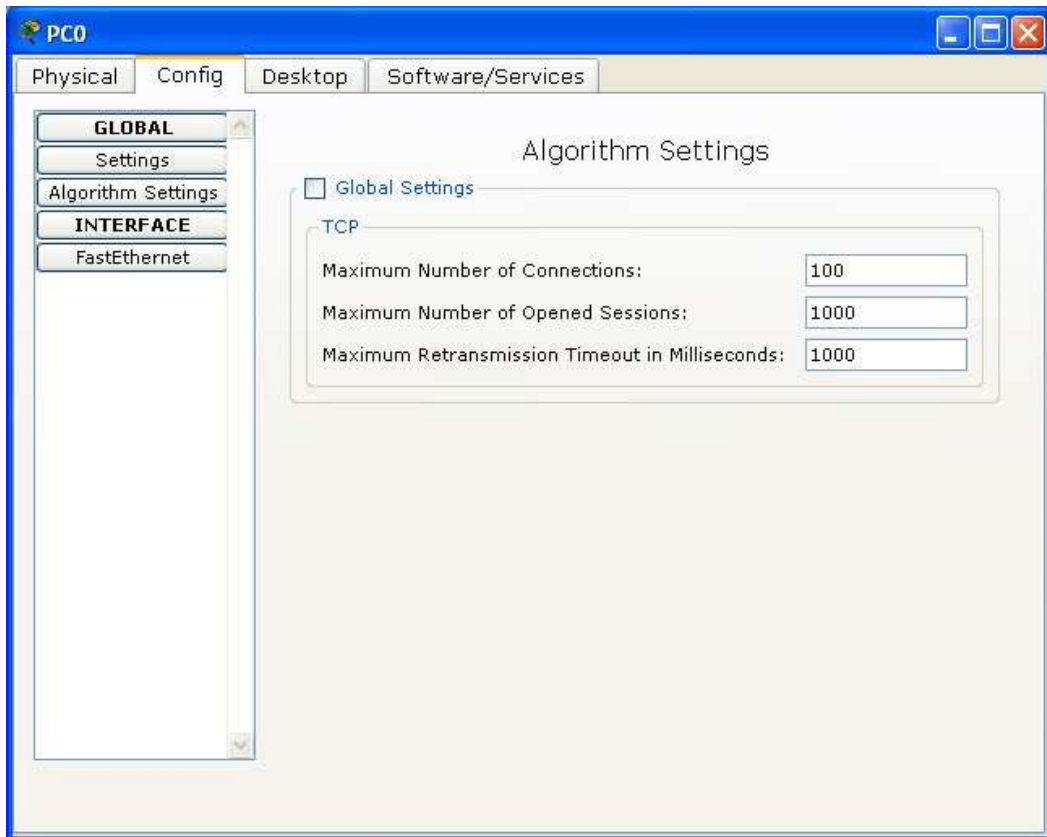 PC0
Physical Config Desktop Software/Services
GLOBAL
Settings
Algorithm Settings
INTERFACE
FastEthernet
Algorithm Settings
Global Settings
TCP
Maximum Number of Connections: 100
Maximum Number of Opened Sessions: 1000
Maximum Retransmission Timeout in Milliseconds: 1000